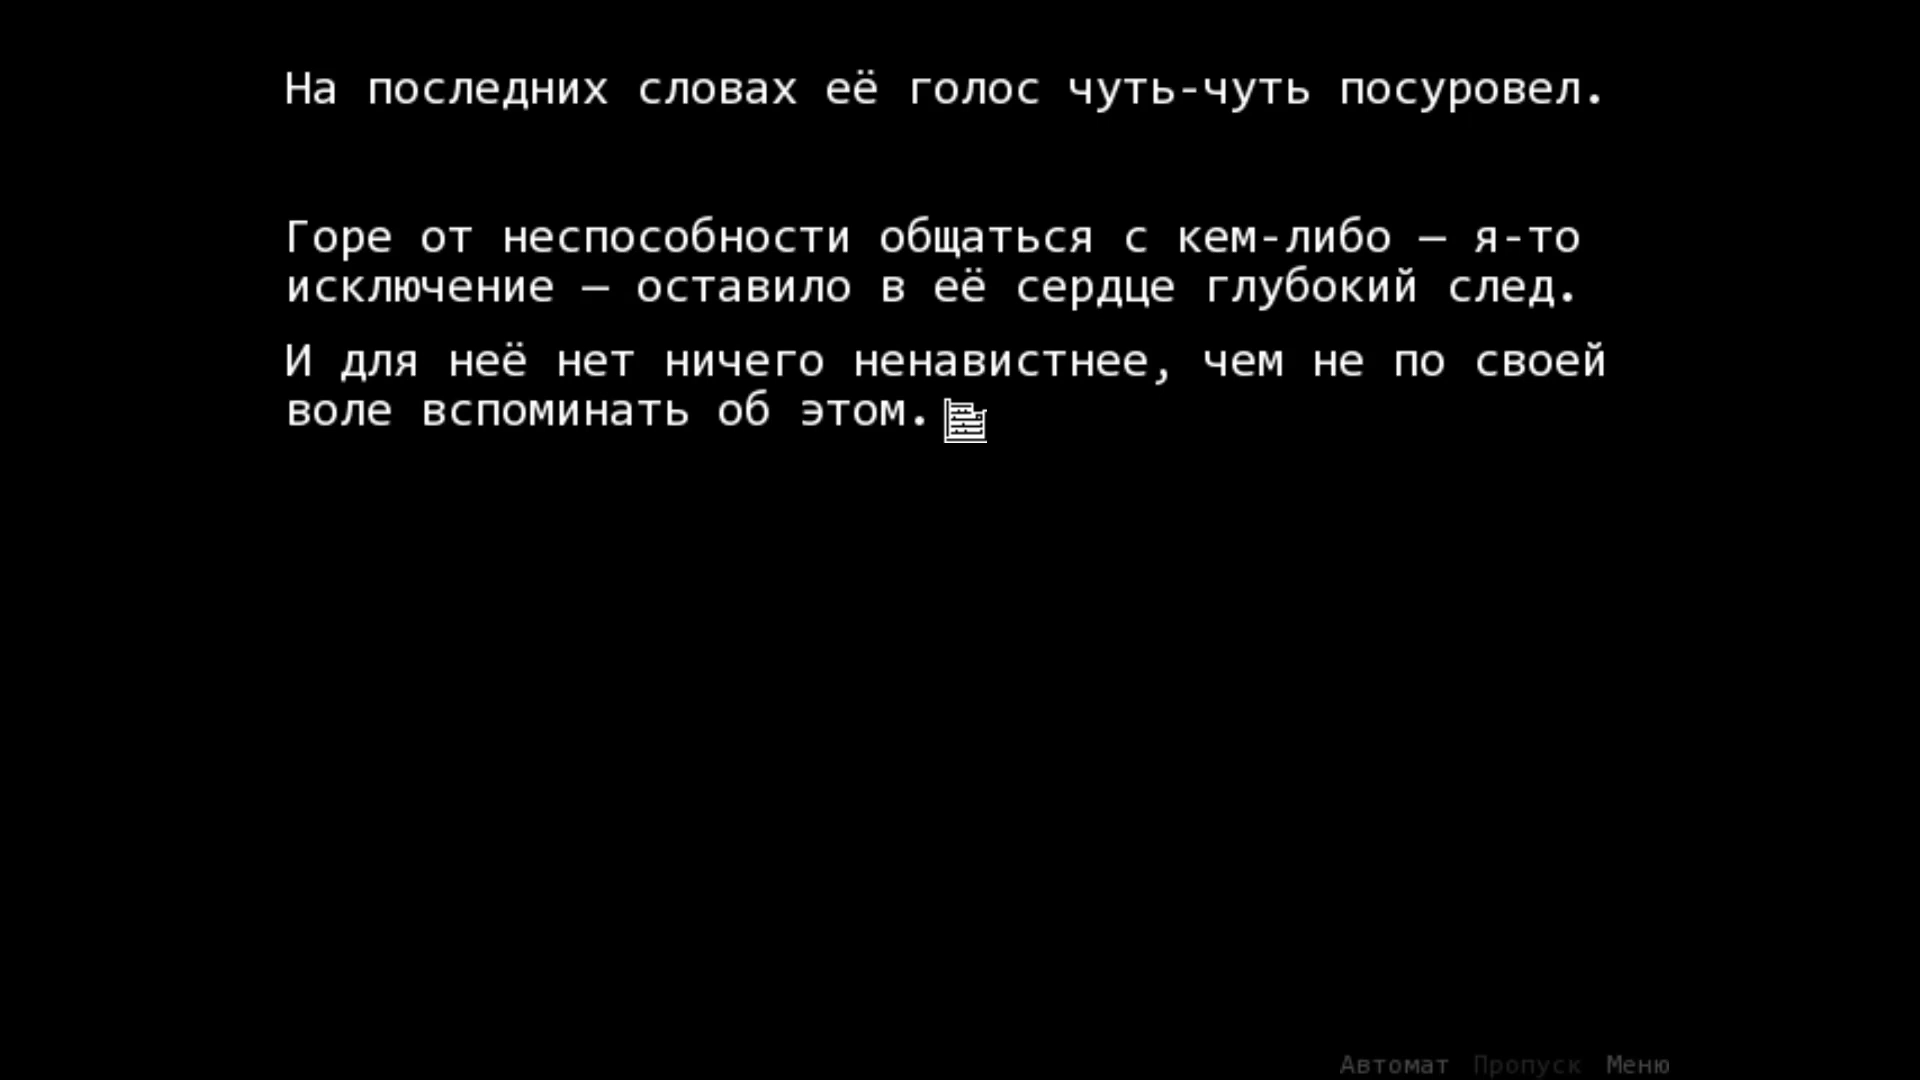 На последних словах её голос чуть-чуть посуровел.
Горе от неспособности общаться с кем-либо — я-то
исключение — оставило в её сердце глубокий след.
И для неё нет ничего ненавистнее, чем не по своей
воле вспоминать об этом.
Автомат Пропуск Меню